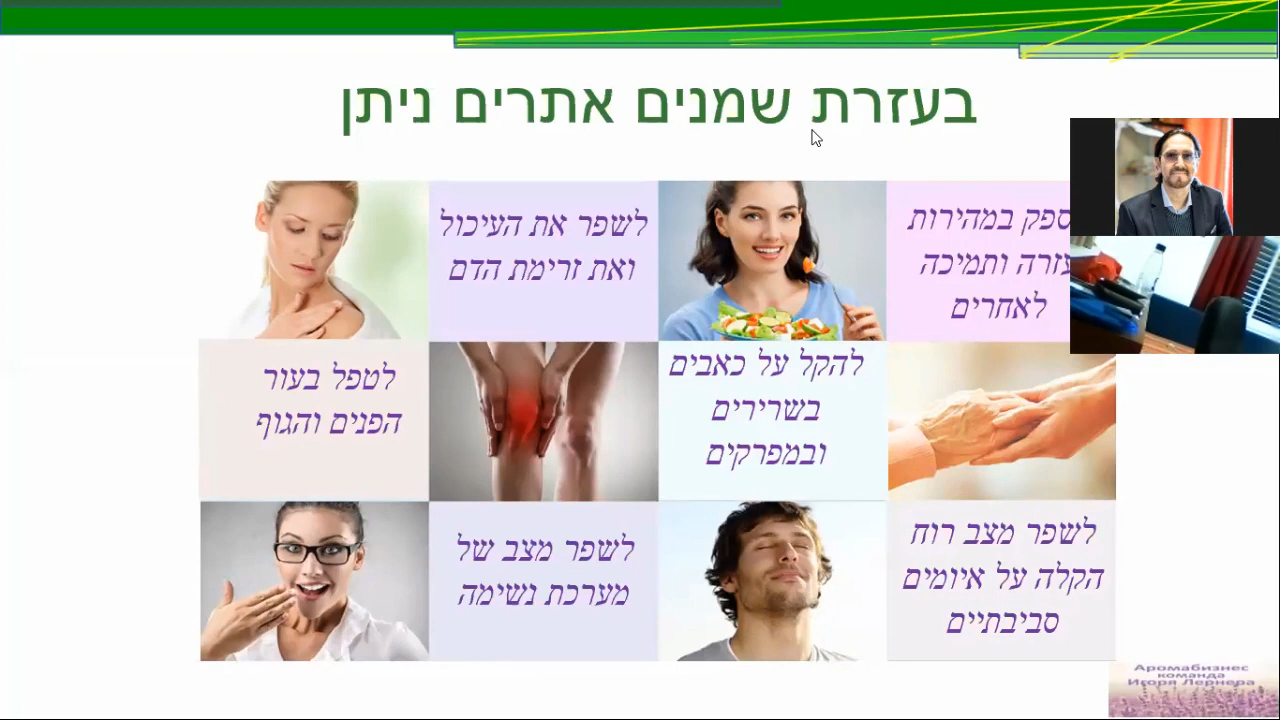 בעזרת שמנים אתרים ניתן
ספק במהירות
עזרה ותמיכה
לאחרים
לשפר את העיכול
ואת זרימת הדם
להקל על כאבים
בשרירים
ובמפרקים
לטפל בעור
הפנים והגוף
לשפר מצב רוח
הקלה על איומים
סביבתיים
לשפר מצב של
מערכת נשימה
Аромабизнес
команда
Игоря Лернера